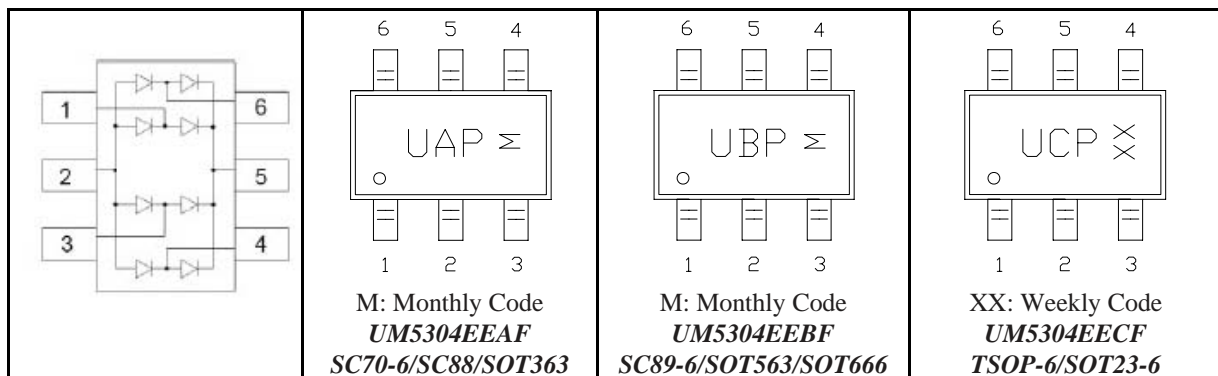 1
6
2
5
3
4
6 5 4
UAP M
1 2 3
M: Monthly Code
UM5304EEAF
SC70-6/SC88/SOT363
6 5 4
UBP M
1 2 3
M: Monthly Code
UM5304EEBF
SC89-6/SOT563/SOT666
6 5 4
UCP XX
1 2 3
XX: Weekly Code
UM5304EECF
TSOP-6/SOT23-6